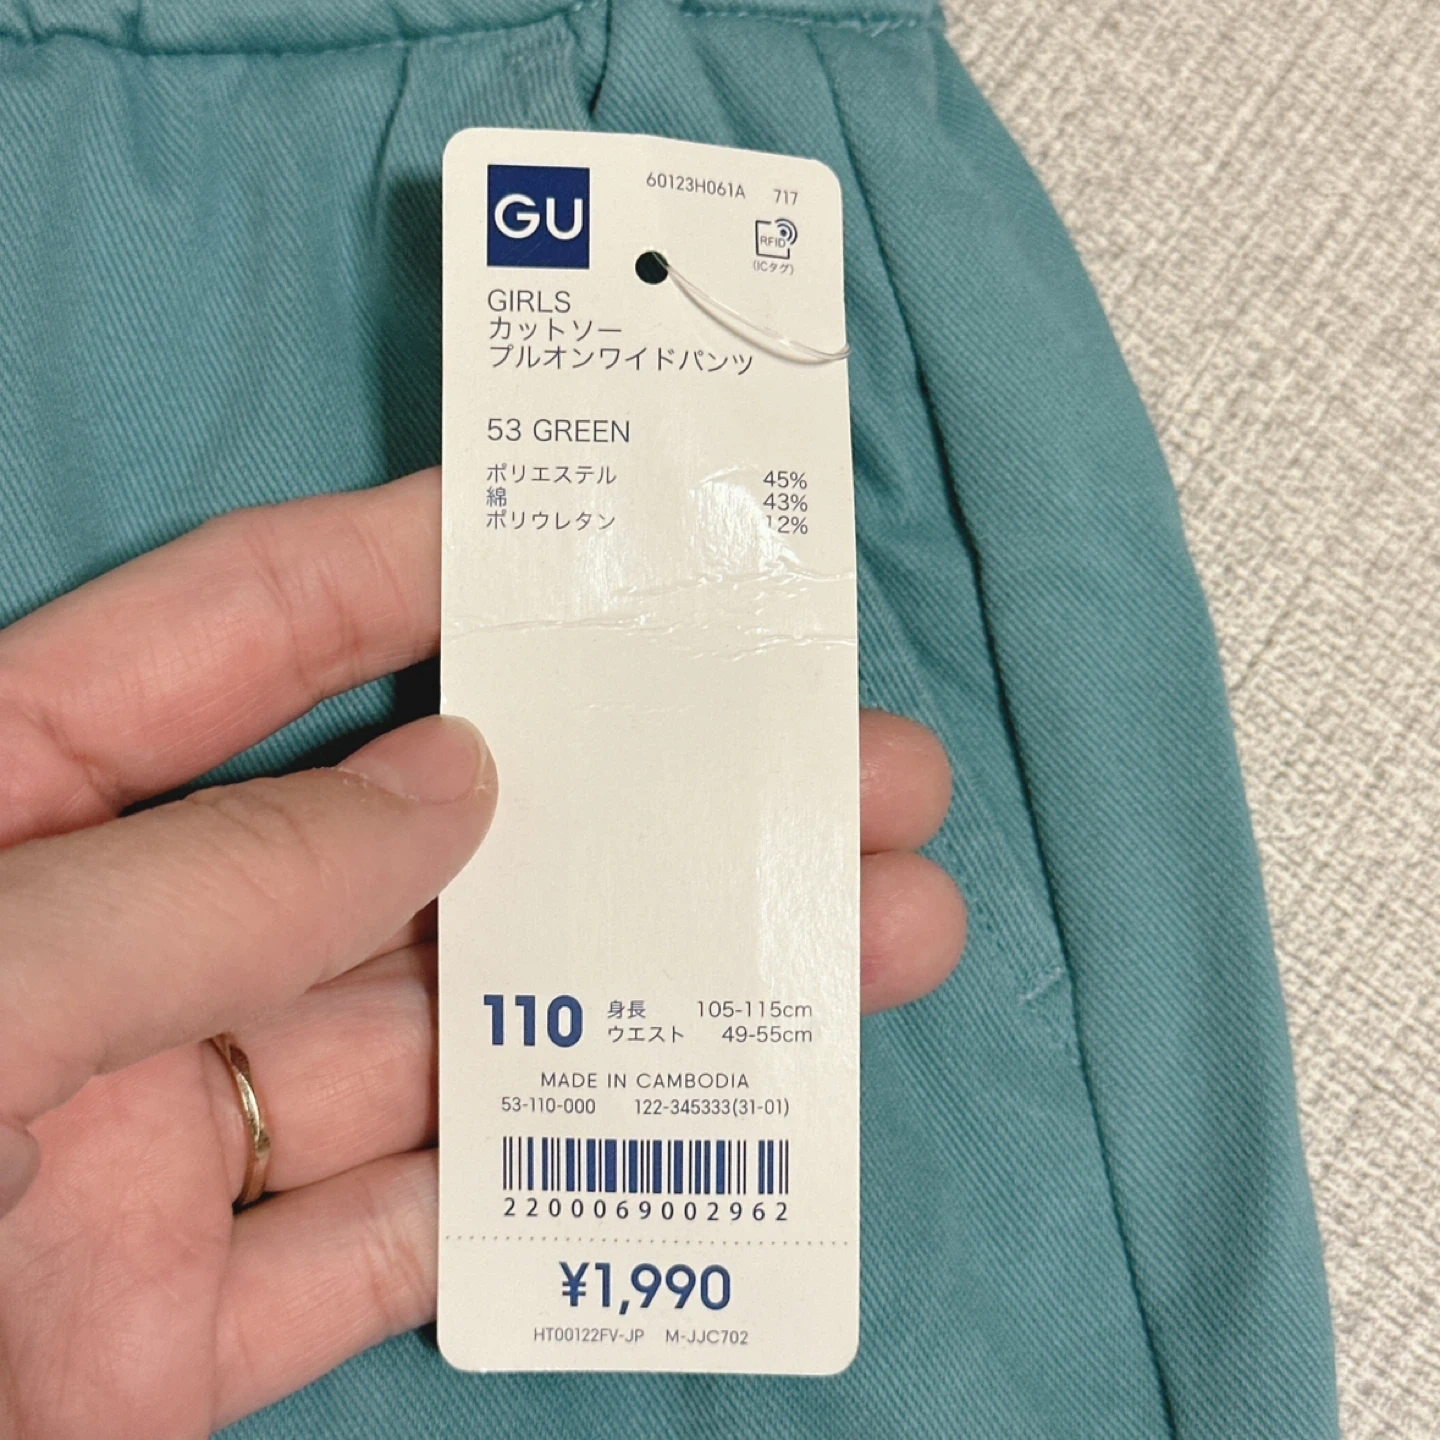 GU
60123H061A 717
RFID
(ICタグ)
GIRLS
カットソー
プルオンワイドパンツ
53 GREEN
ポリエステル 45%
綿 43%
ポリウレタン 12%
110
身長 105-115cm
ウエスト 49-55cm
MADE IN CAMBODIA
53-110-000 122-345333(31-01)
2200069002962
¥1,990
HT00122FV-JP M-JJC702